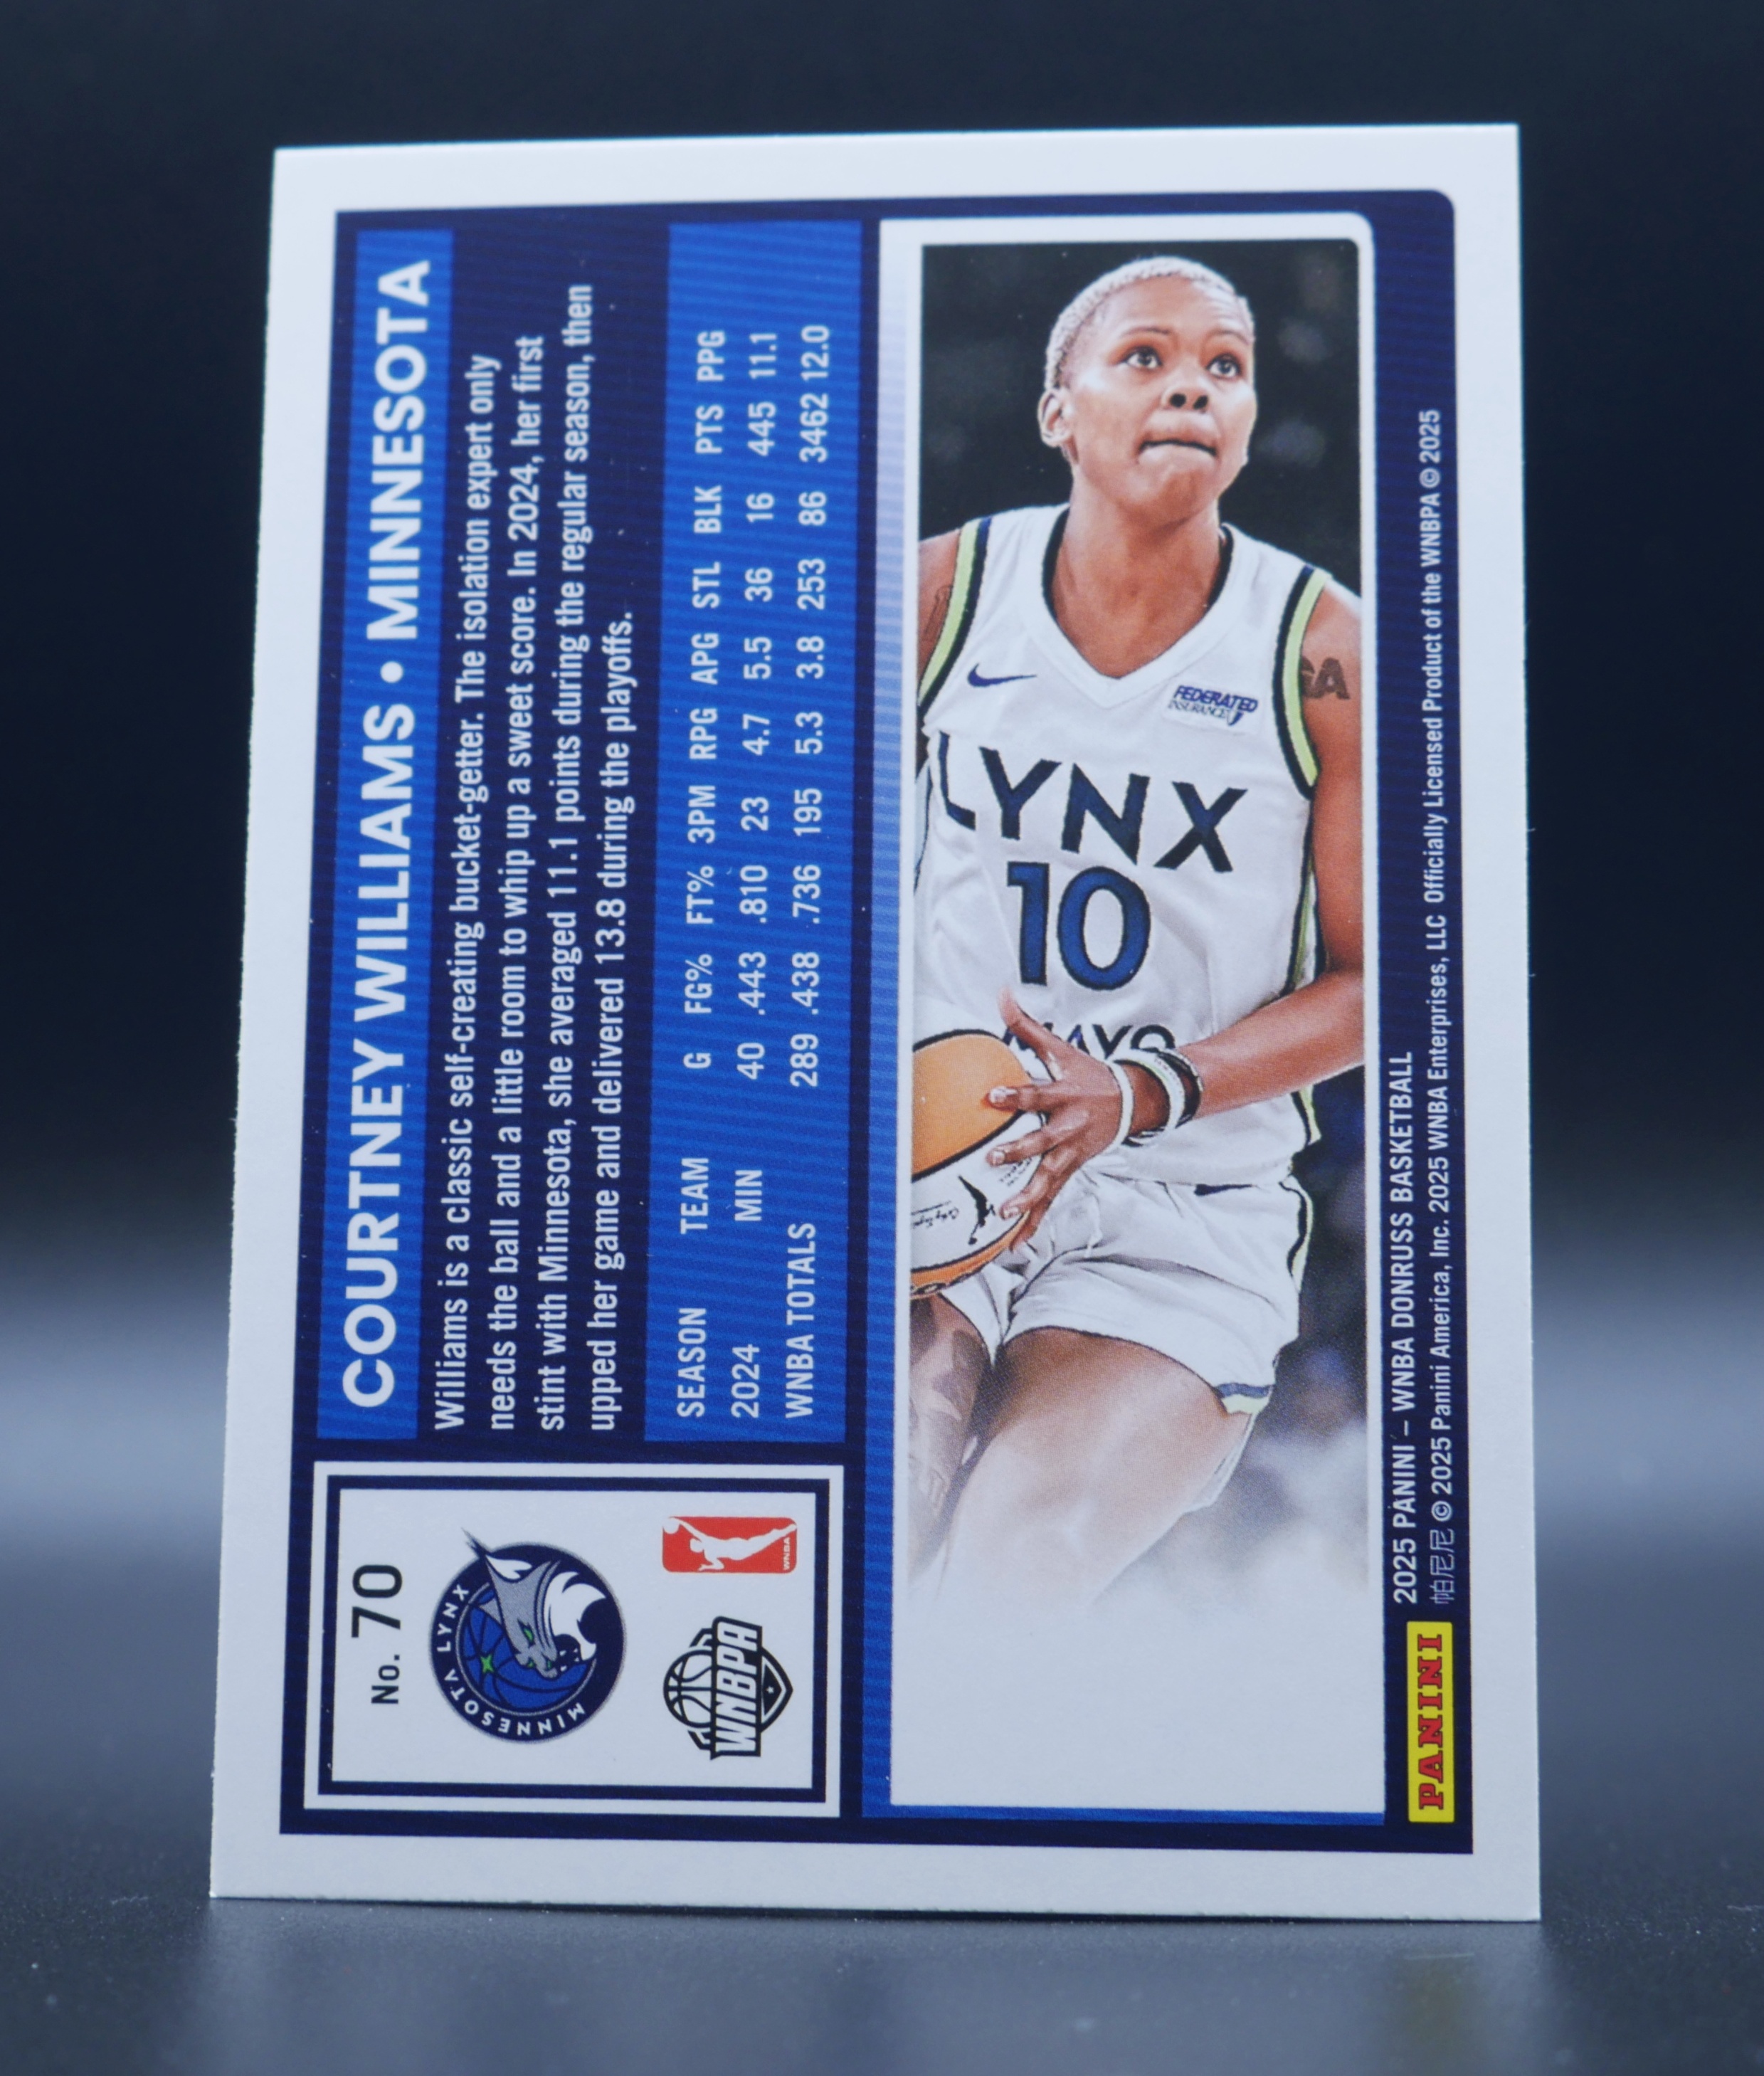 COURTNEY WILLIAMS • MINNESOTA
Williams is a classic self-creating bucket-getter. The isolation expert only
needs the ball and a little room to whip up a sweet score. In 2024, her first
stint with Minnesota, she averaged 11.1 points during the regular season, then
upped her game and delivered 13.8 during the playoffs.
SEASON TEAM G FG% FT% 3PM RPG APG STL BLK PTS PPG
2024 MIN 40 .443 .810 23 4.7 5.5 36 16 445 11.1
WNBA TOTALS 289 .438 .736 195 5.3 3.8 253 86 3462 12.0
No. 70
MINNESOTA LYNX
WNBPA
WNBA
FEDERATED
INSURANCE
LYNX
10
MAYO
PANINI
2025 PANINI – WNBA DONRUSS BASKETBALL
帕尼尼 © 2025 Panini America, Inc. 2025 WNBA Enterprises, LLC Officially Licensed Product of the WNBPA © 2025